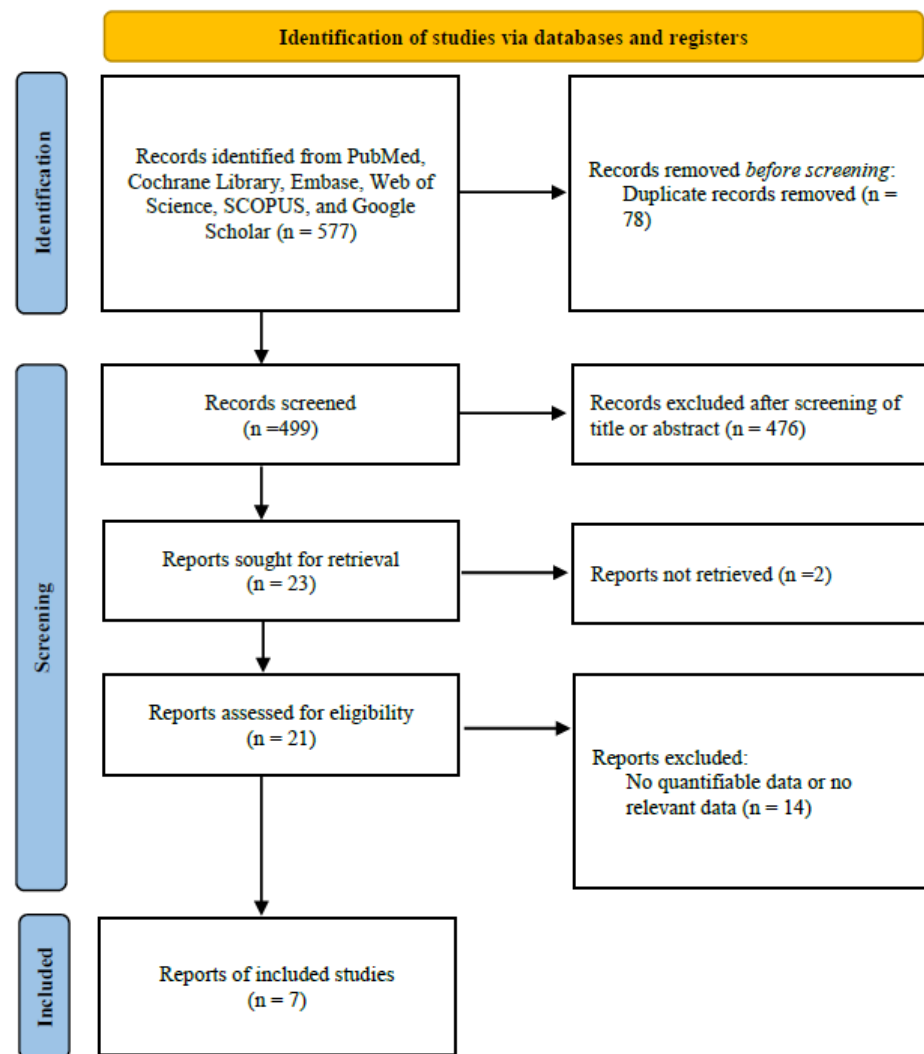 Identification of studies via databases and registers
Identification
Records identified from PubMed,
Cochrane Library, Embase, Web of
Science, SCOPUS, and Google
Scholar (n = 577)
Records removed before screening:
Duplicate records removed (n =
78)
Screening
Records screened
(n =499)
Records excluded after screening of
title or abstract (n = 476)
Reports sought for retrieval
(n = 23)
Reports not retrieved (n =2)
Reports assessed for eligibility
(n = 21)
Reports excluded:
No quantifiable data or no
relevant data (n = 14)
Included
Reports of included studies
(n = 7)